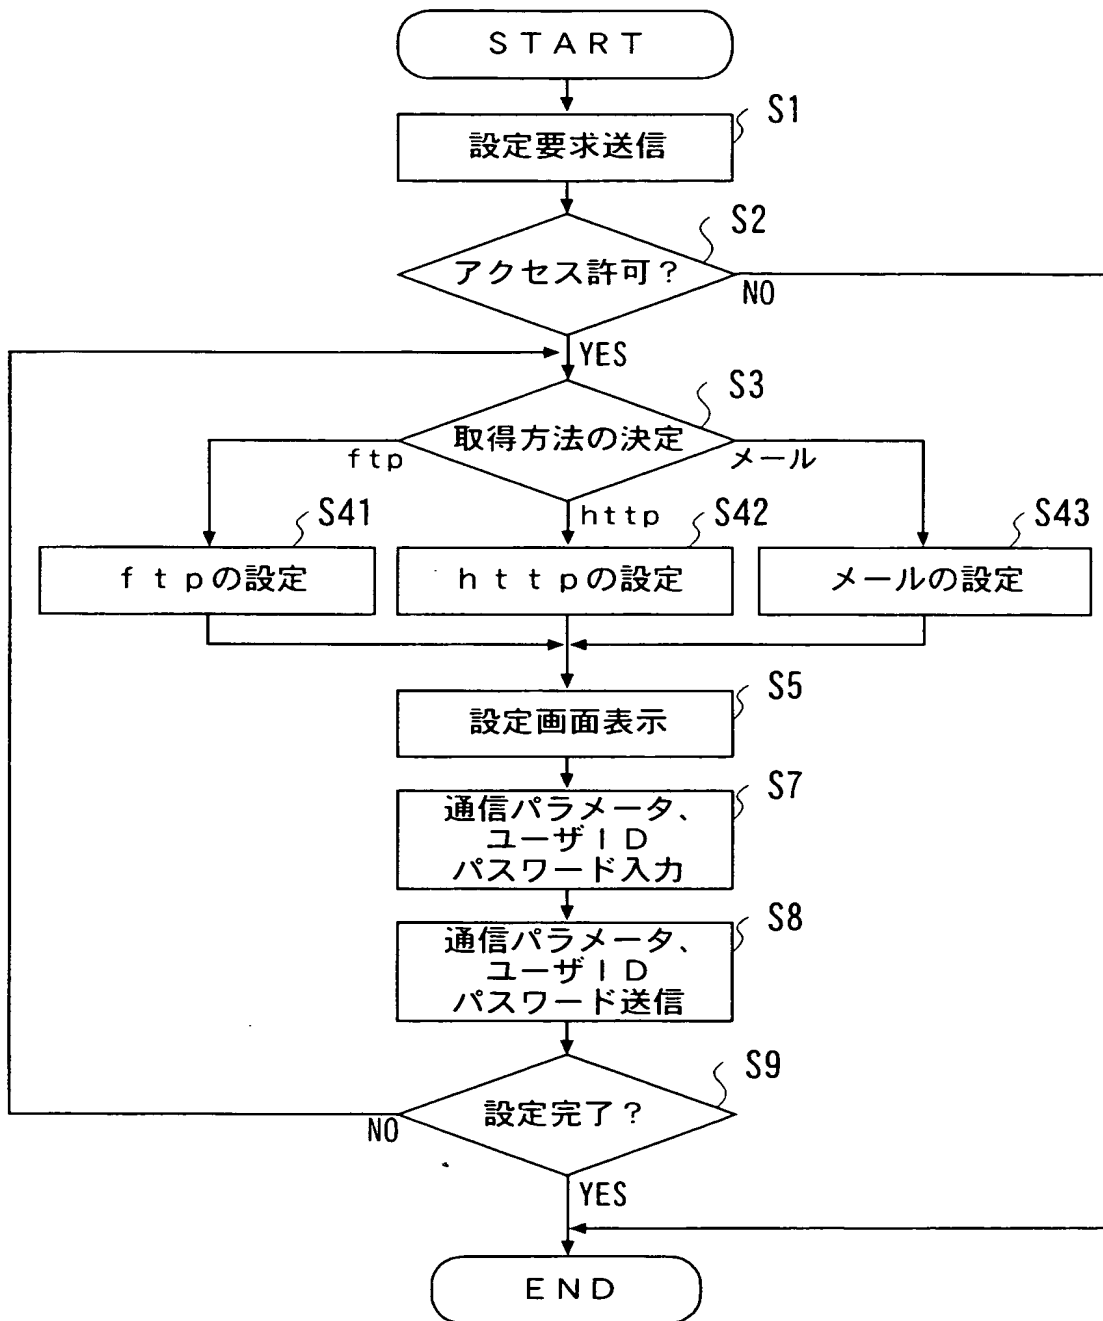 START
S1
設定要求送信
S2
アクセス許可?
NO
YES
S3
取得方法の決定
ftp
メール
http
S41
S42
S43
ftpの設定
httpの設定
メールの設定
S5
設定画面表示
S7
通信パラメータ、
ユーザID
パスワード入力
S8
通信パラメータ、
ユーザID
パスワード送信
S9
設定完了?
NO
YES
END